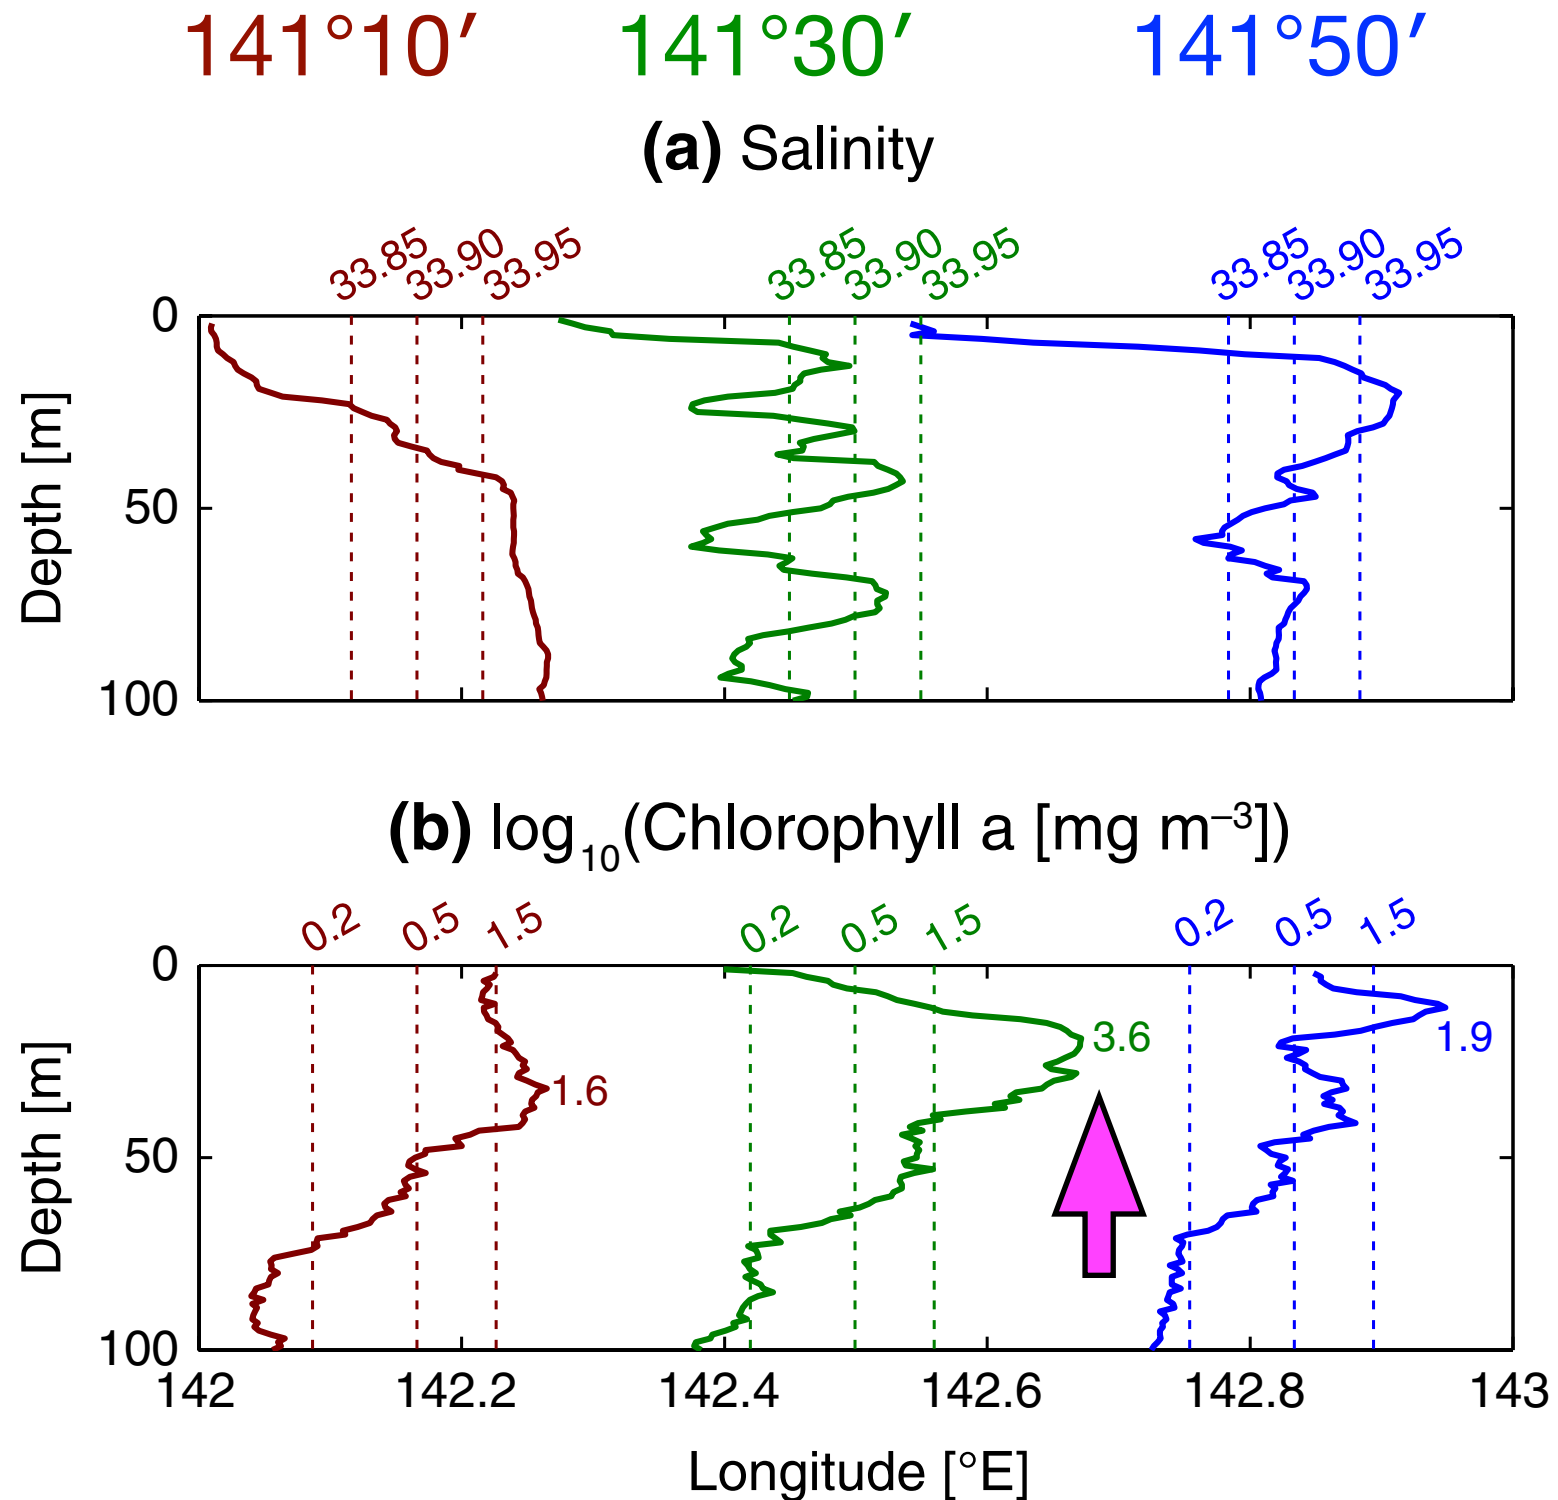 141°10′ 141°30′ 141°50′
(a) Salinity
33.85 33.90 33.95 33.85 33.90 33.95 33.85 33.90 33.95
0
50
100
Depth [m]
(b) log₁₀(Chlorophyll a [mg m⁻³])
0.2 0.5 1.5 0.2 0.5 1.5 0.2 0.5 1.5
0
3.6 1.9
1.6
50
100
Depth [m]
142 142.2 142.4 142.6 142.8 143
Longitude [°E]